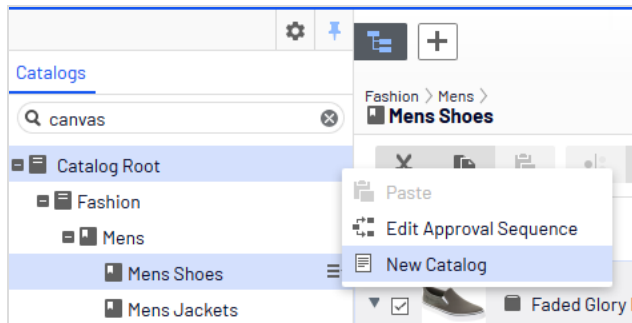 Catalogs
canvas
Catalog Root
Fashion
Mens
Mens Shoes
Mens Jackets
Fashion > Mens >
Mens Shoes
Paste
Edit Approval Sequence
New Catalog
Faded Glory